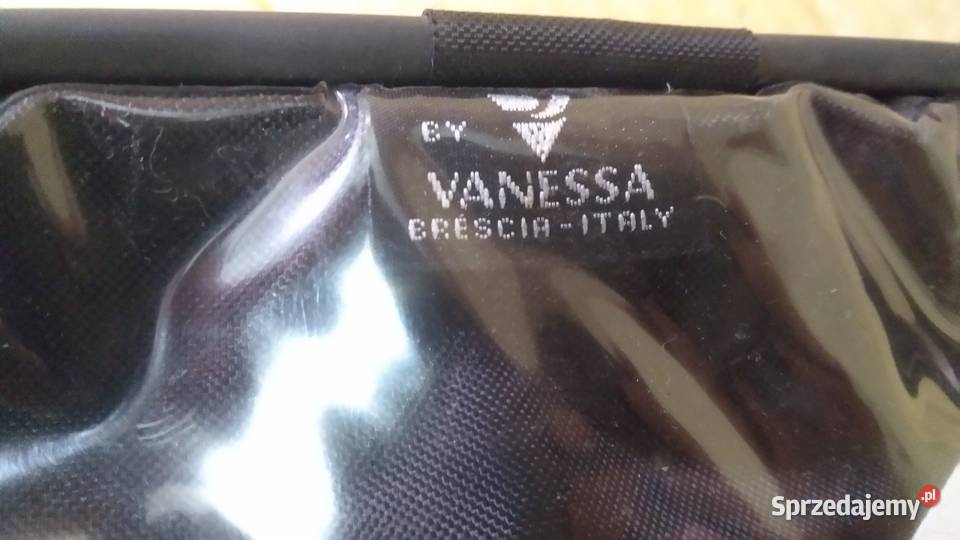 BY
VANESSA
BRESCIA-ITALY
Sprzedajemy.pl